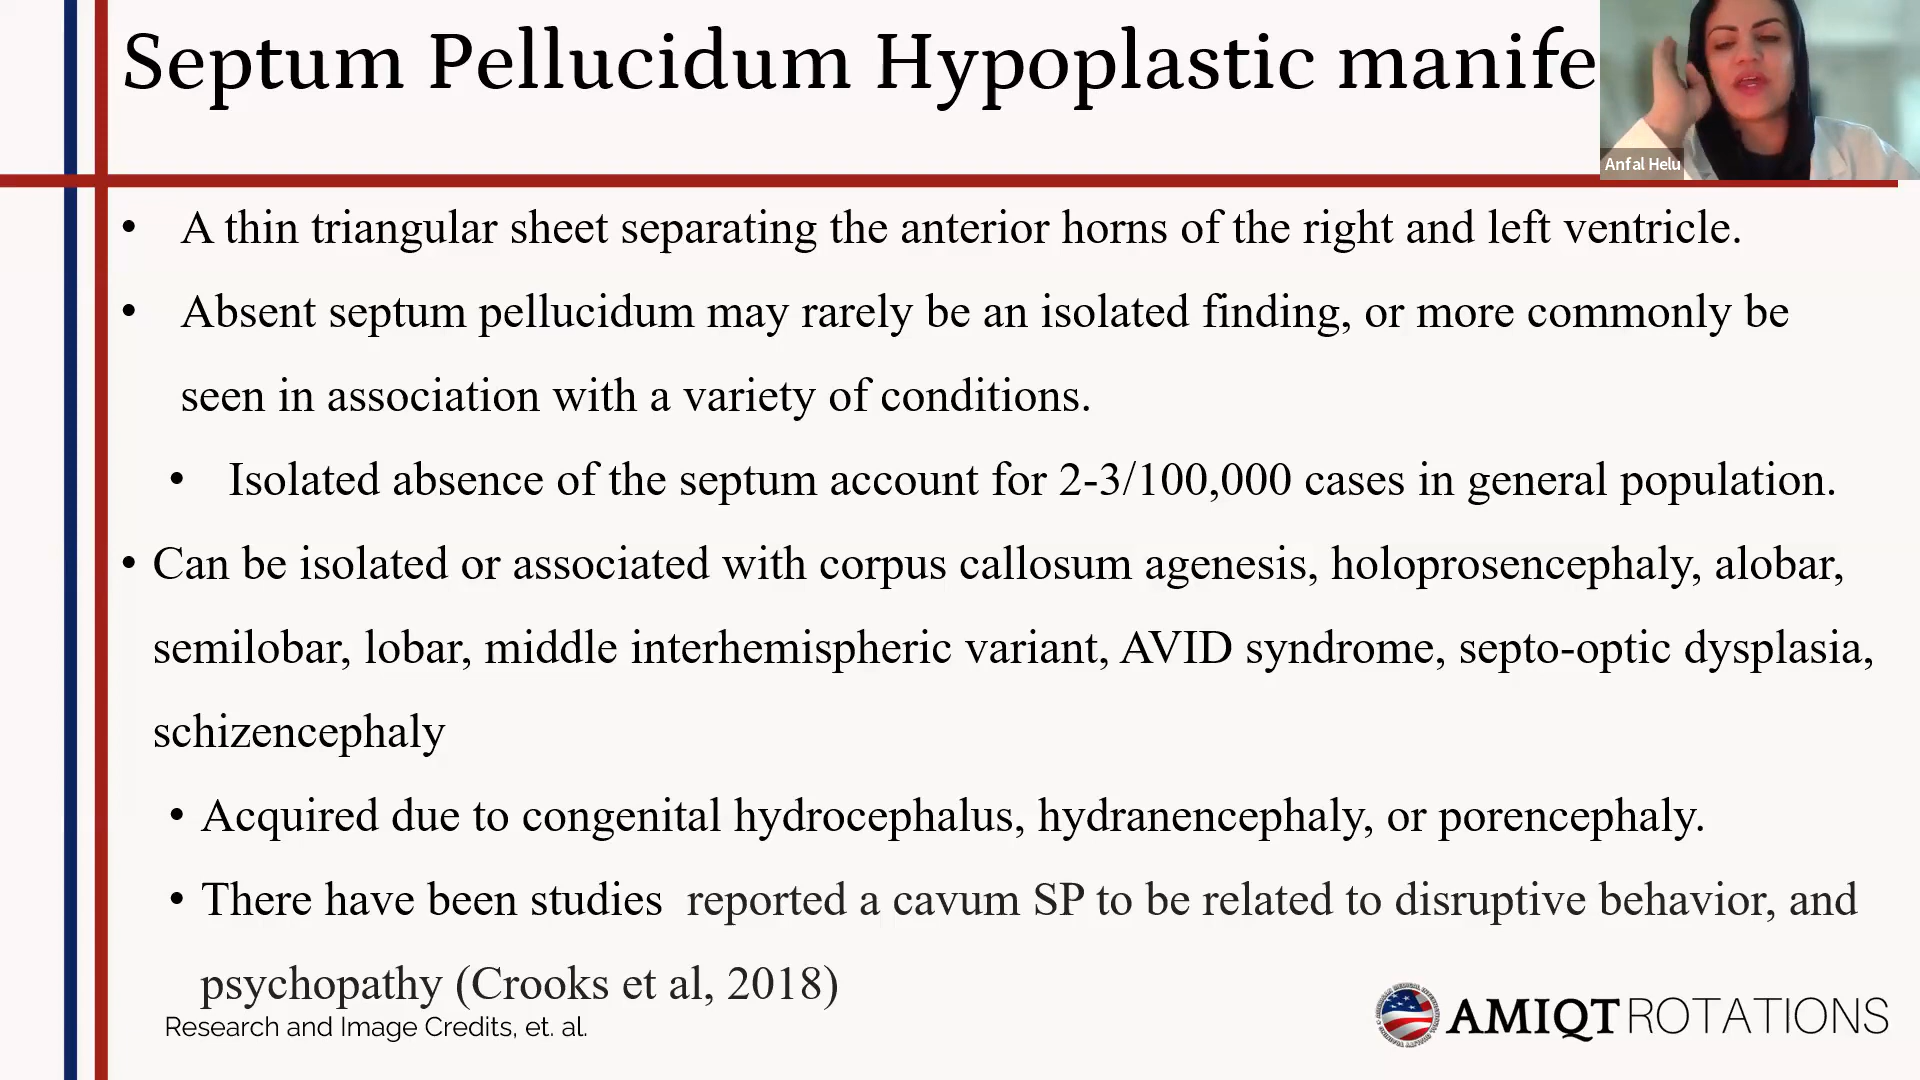 Septum Pellucidum Hypoplastic manife
Anfal Helu
• A thin triangular sheet separating the anterior horns of the right and left ventricle.
• Absent septum pellucidum may rarely be an isolated finding, or more commonly be
seen in association with a variety of conditions.
• Isolated absence of the septum account for 2-3/100,000 cases in general population.
• Can be isolated or associated with corpus callosum agenesis, holoprosencephaly, alobar,
semilobar, lobar, middle interhemispheric variant, AVID syndrome, septo-optic dysplasia,
schizencephaly
• Acquired due to congenital hydrocephalus, hydranencephaly, or porencephaly.
• There have been studies reported a cavum SP to be related to disruptive behavior, and
psychopathy (Crooks et al, 2018)
Research and Image Credits, et. al.
AMIQT ROTATIONS